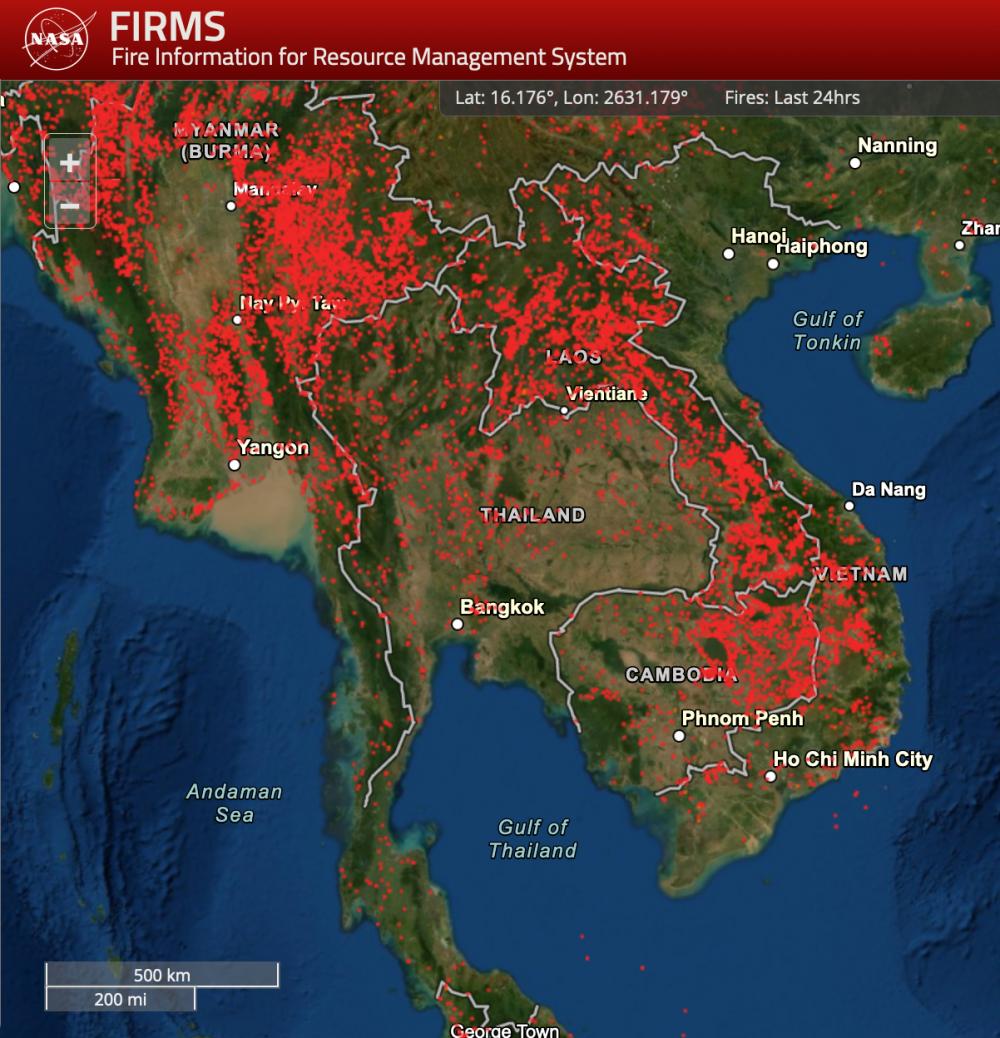 NASA
FIRMS
Fire Information for Resource Management System
Lat: 16.176°, Lon: 2631.179°
Fires: Last 24hrs
MYANMAR
(BURMA)
+
−
Mandalay
Nanning
Hanoi
Haiphong
Zhan
Nay Pyi Taw
Gulf of
Tonkin
LAOS
Vientiane
Yangon
Da Nang
THAILAND
VIETNAM
Bangkok
CAMBODIA
Phnom Penh
Ho Chi Minh City
Andaman
Sea
Gulf of
Thailand
500 km
200 mi
George Town